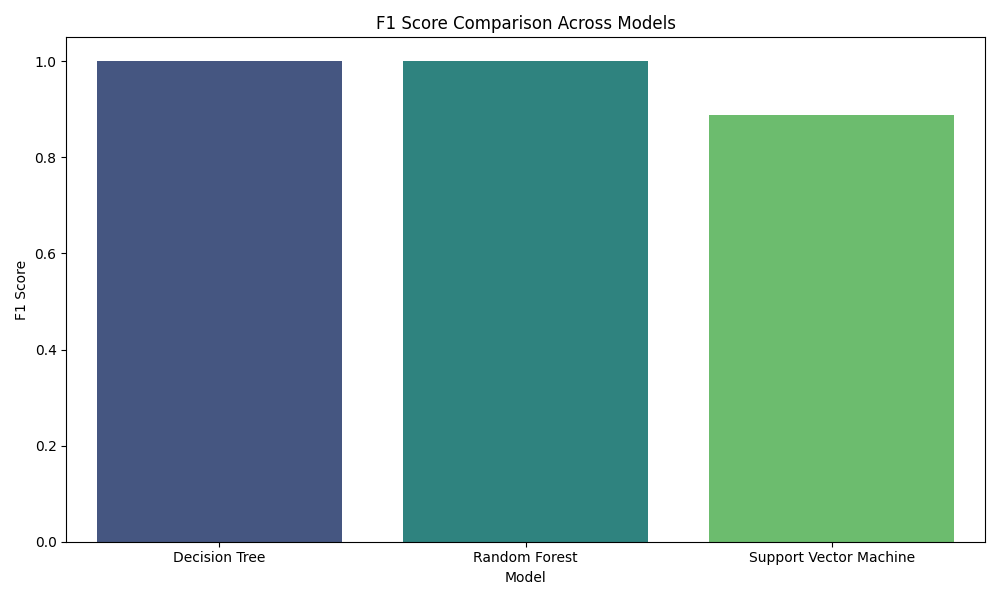 F1 Score Comparison Across Models
F1 Score
1.0
0.8
0.6
0.4
0.2
0.0
Decision Tree
Random Forest
Support Vector Machine
Model